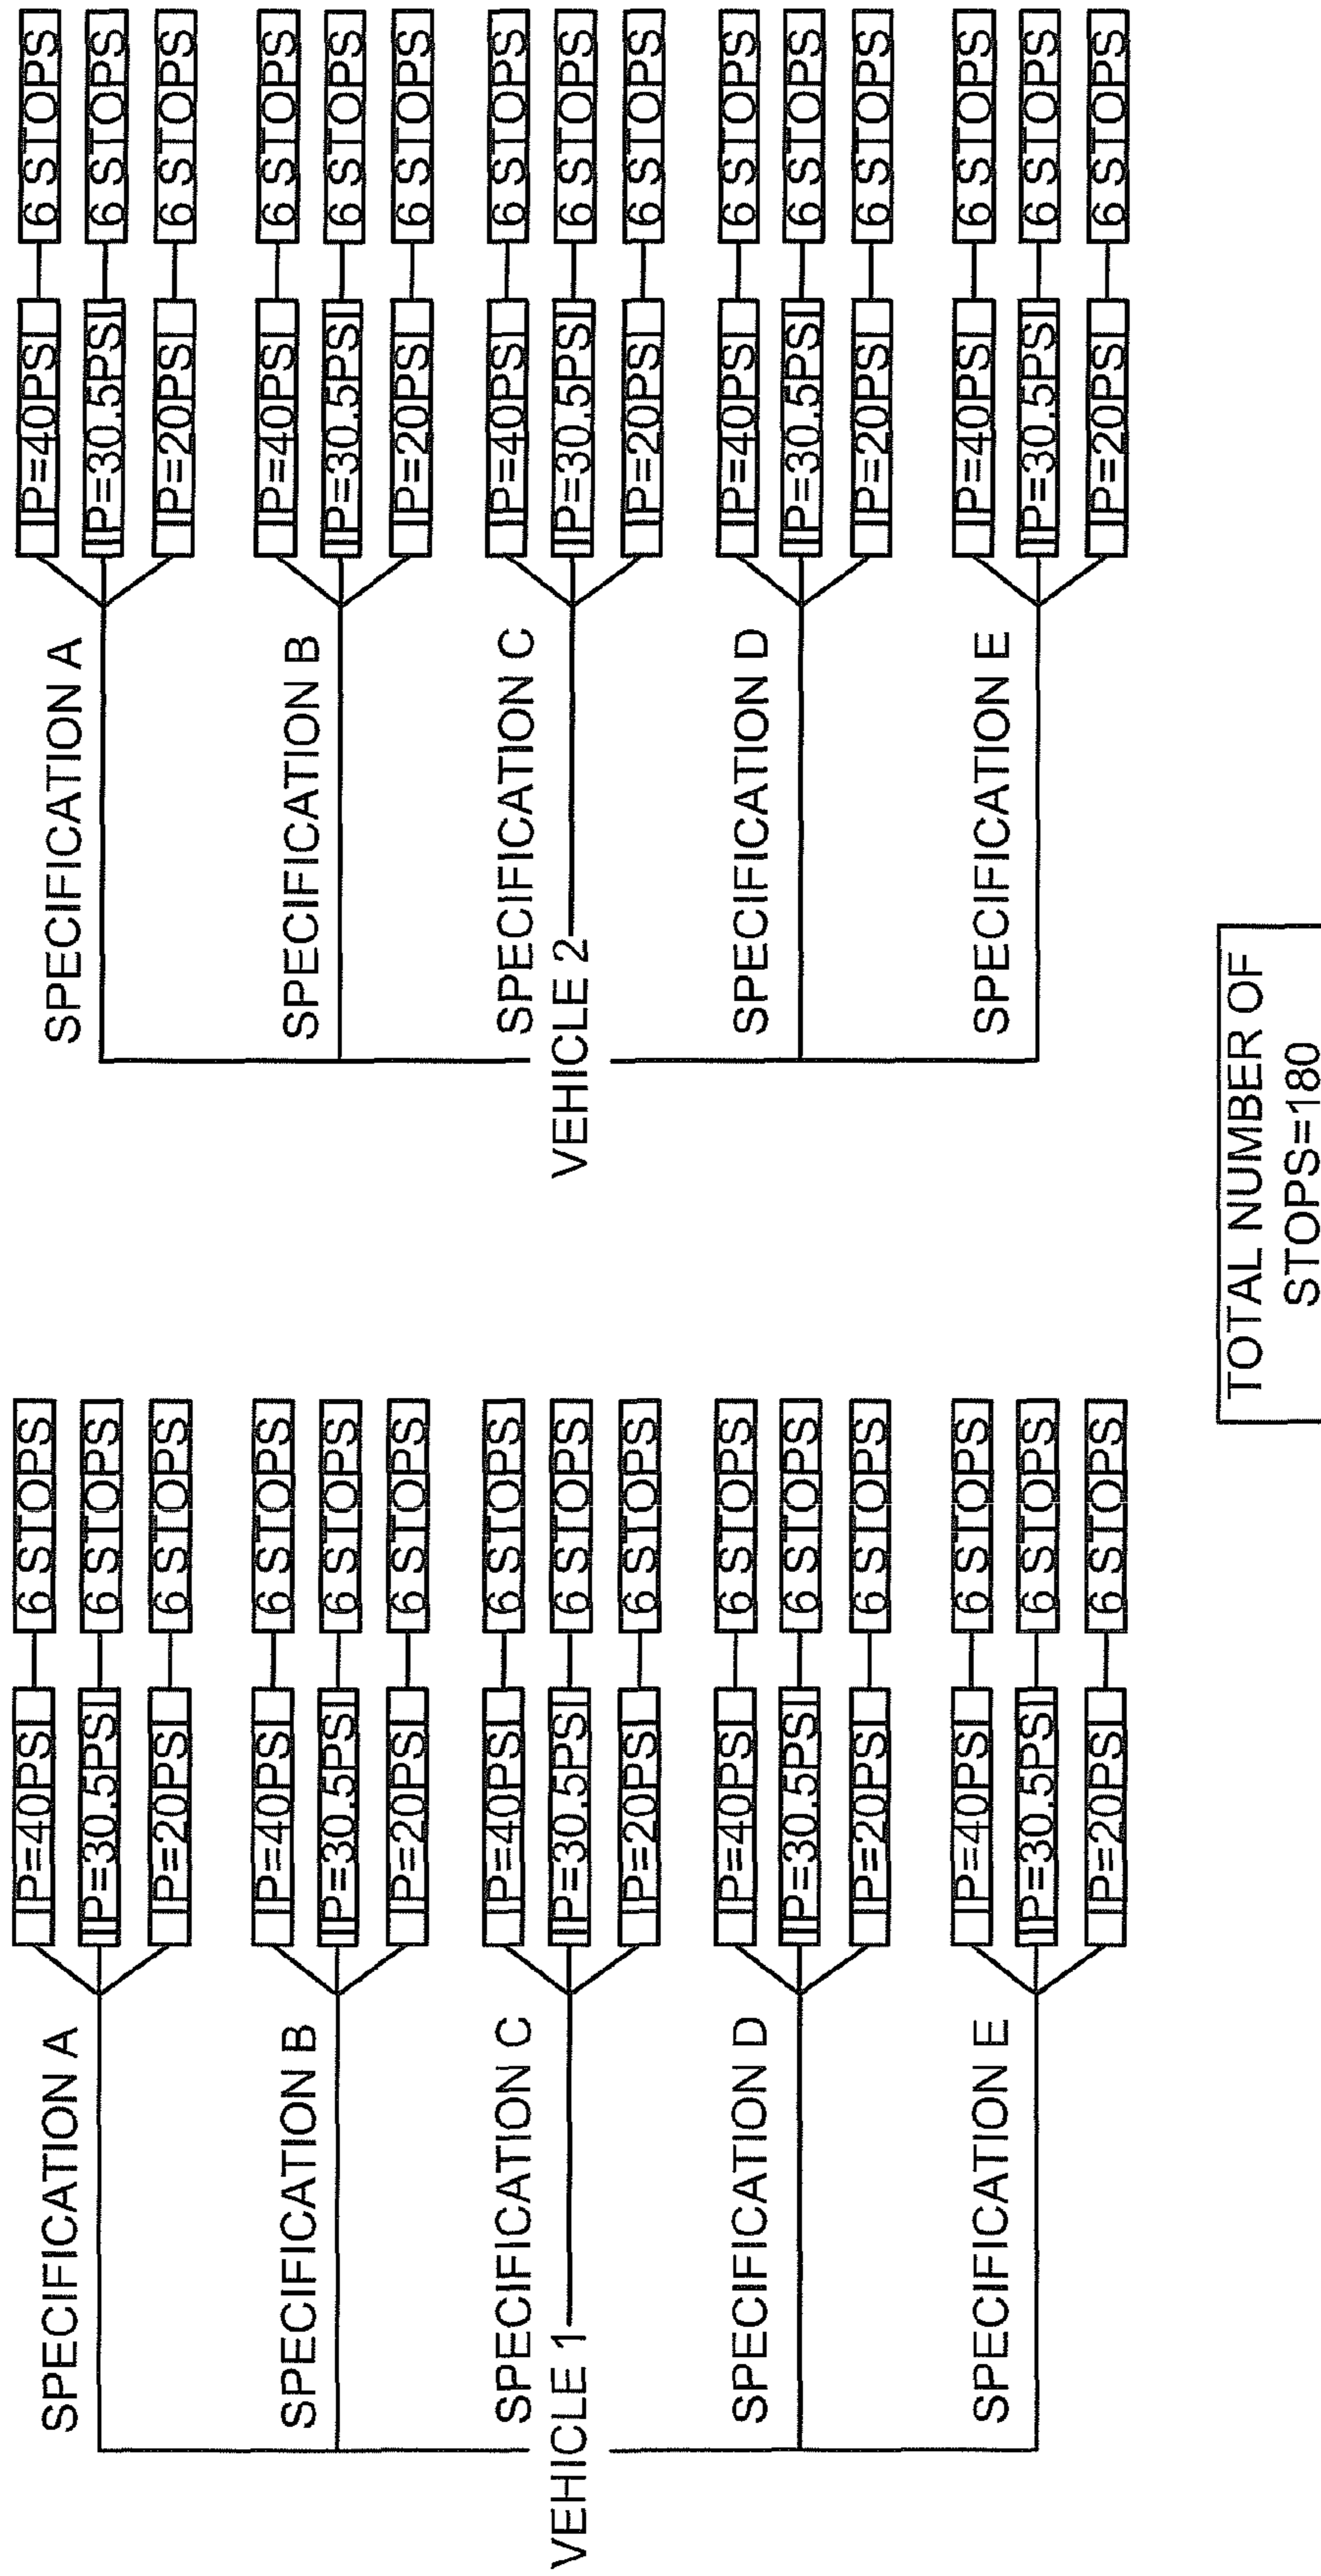 VEHICLE 1
SPECIFICATION A
IP=40PSI
6 STOPS
IP=30.5PSI
6 STOPS
IP=20PSI
6 STOPS
SPECIFICATION B
IP=40PSI
6 STOPS
IP=30.5PSI
6 STOPS
IP=20PSI
6 STOPS
SPECIFICATION C
IP=40PSI
6 STOPS
IP=30.5PSI
6 STOPS
IP=20PSI
6 STOPS
SPECIFICATION D
IP=40PSI
6 STOPS
IP=30.5PSI
6 STOPS
IP=20PSI
6 STOPS
SPECIFICATION E
IP=40PSI
6 STOPS
IP=30.5PSI
6 STOPS
IP=20PSI
6 STOPS
VEHICLE 2
SPECIFICATION A
IP=40PSI
6 STOPS
IP=30.5PSI
6 STOPS
IP=20PSI
6 STOPS
SPECIFICATION B
IP=40PSI
6 STOPS
IP=30.5PSI
6 STOPS
IP=20PSI
6 STOPS
SPECIFICATION C
IP=40PSI
6 STOPS
IP=30.5PSI
6 STOPS
IP=20PSI
6 STOPS
SPECIFICATION D
IP=40PSI
6 STOPS
IP=30.5PSI
6 STOPS
IP=20PSI
6 STOPS
SPECIFICATION E
IP=40PSI
6 STOPS
IP=30.5PSI
6 STOPS
IP=20PSI
6 STOPS
TOTAL NUMBER OF
STOPS=180